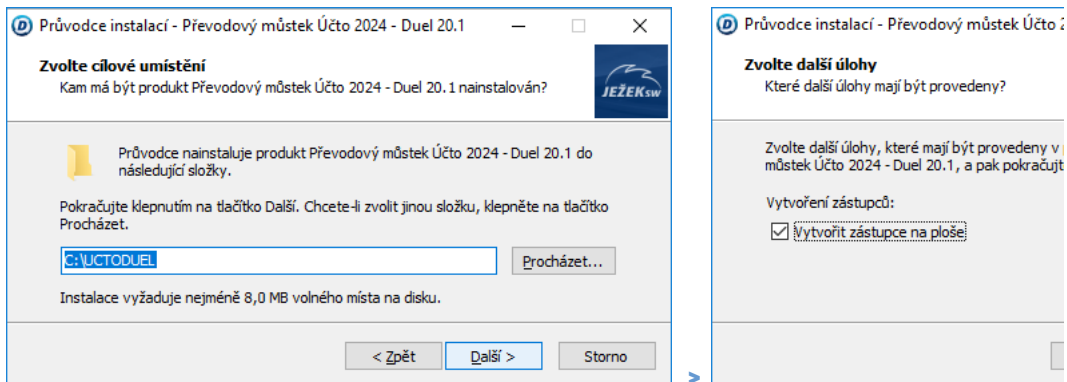 Průvodce instalací - Převodový můstek Účto 2024 - Duel 20.1
Zvolte cílové umístění
Kam má být produkt Převodový můstek Účto 2024 - Duel 20.1 nainstalován?
JEŽEKSW
Průvodce nainstaluje produkt Převodový můstek Účto 2024 - Duel 20.1 do
následující složky.
Pokračujte klepnutím na tlačítko Další. Chcete-li zvolit jinou složku, klepněte na tlačítko
Procházet.
C:\UCTODUEL
Procházet...
Instalace vyžaduje nejméně 8,0 MB volného místa na disku.
< Zpět
Další >
Storno
>
Průvodce instalací - Převodový můstek Účto
Zvolte další úlohy
Které další úlohy mají být provedeny?
Zvolte další úlohy, které mají být provedeny v
můstek Účto 2024 - Duel 20.1, a pak pokračujt
Vytvoření zástupců:
Vytvořit zástupce na ploše